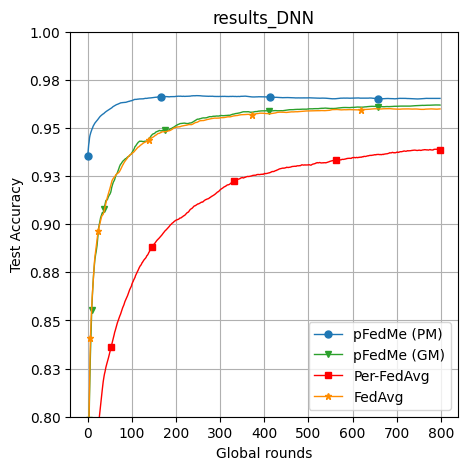 results_DNN
1.00
0.98
0.95
0.93
0.90
0.88
0.85
0.83
0.80
Test Accuracy
pFedMe (PM)
pFedMe (GM)
Per-FedAvg
FedAvg
0 100 200 300 400 500 600 700 800
Global rounds